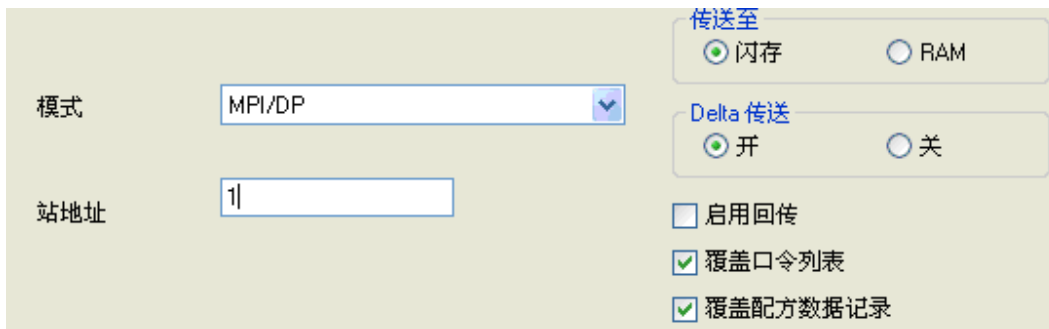 传送至
闪存 RAM
模式 MPI/DP
Delta 传送
开 关
站地址 1
启用回传
覆盖口令列表
覆盖配方数据记录